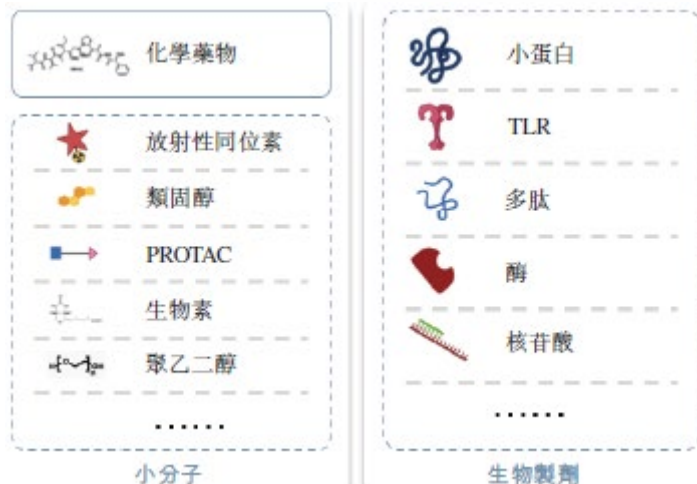 化學藥物
放射性同位素
類固醇
PROTAC
生物素
聚乙二醇
......
小分子
小蛋白
TLR
多肽
酶
核苷酸
......
生物製劑